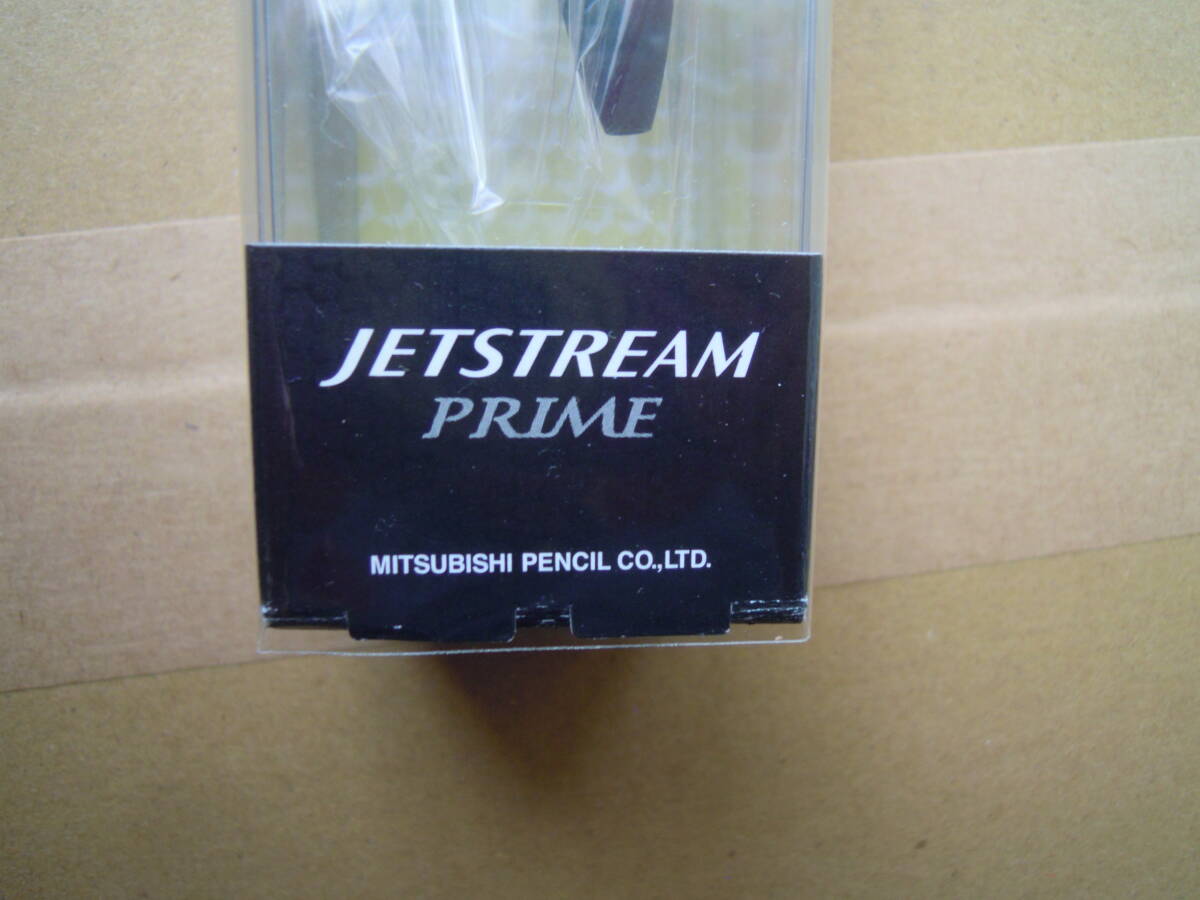 JETSTREAM
PRIME
MITSUBISHI PENCIL CO.,LTD.